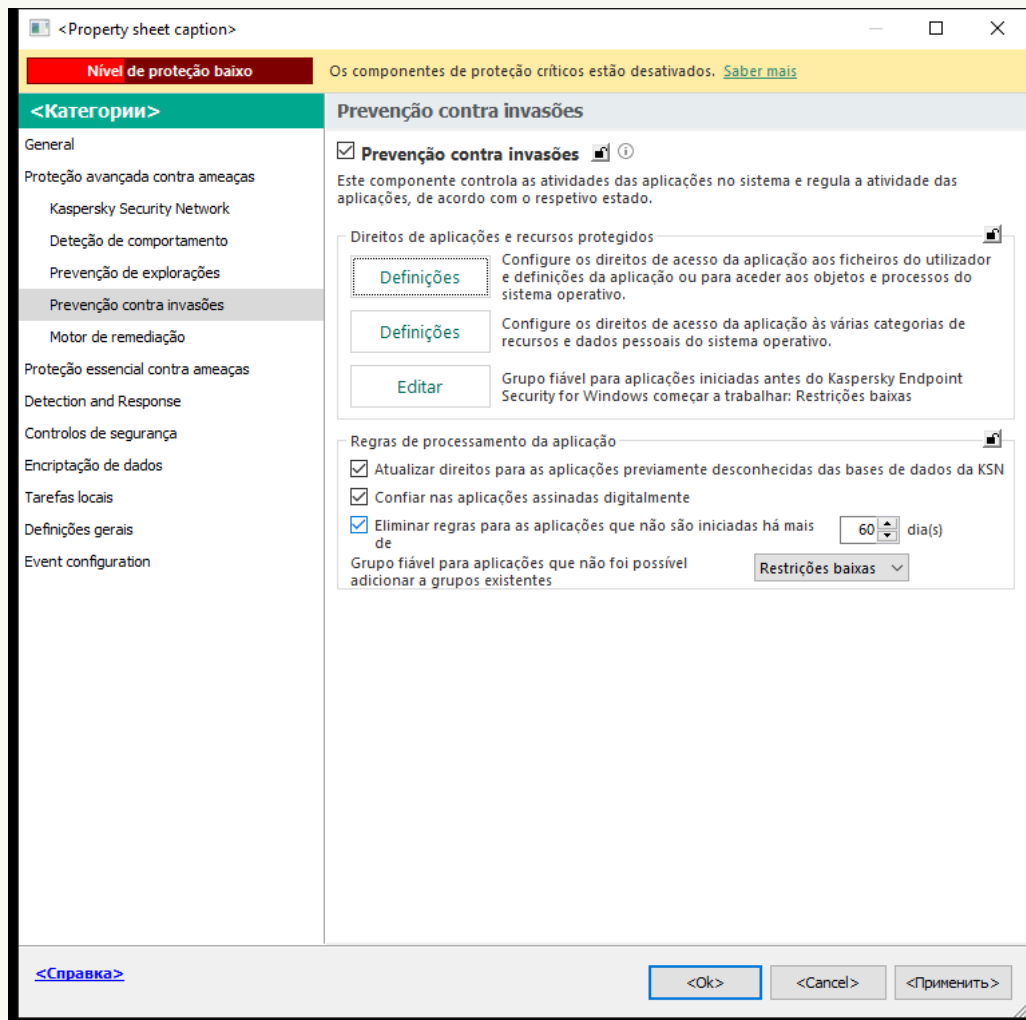 <Property sheet caption>
Nível de proteção baixo
Os componentes de proteção críticos estão desativados. Saber mais
<Категории>
Prevenção contra invasões
General
Proteção avançada contra ameaças
Kaspersky Security Network
Deteção de comportamento
Prevenção de explorações
Prevenção contra invasões
Motor de remediação
Proteção essencial contra ameaças
Detection and Response
Controlos de segurança
Encriptação de dados
Tarefas locais
Definições gerais
Event configuration
Prevenção contra invasões
Este componente controla as atividades das aplicações no sistema e regula a atividade das
aplicações, de acordo com o respetivo estado.
Direitos de aplicações e recursos protegidos
Definições
Configure os direitos de acesso da aplicação aos ficheiros do utilizador
e definições da aplicação ou para aceder aos objetos e processos do
sistema operativo.
Definições
Configure os direitos de acesso da aplicação às várias categorias de
recursos e dados pessoais do sistema operativo.
Editar
Grupo fiável para aplicações iniciadas antes do Kaspersky Endpoint
Security for Windows começar a trabalhar: Restrições baixas
Regras de processamento da aplicação
Atualizar direitos para as aplicações previamente desconhecidas das bases de dados da KSN
Confiar nas aplicações assinadas digitalmente
Eliminar regras para as aplicações que não são iniciadas há mais
de
60 dia(s)
Grupo fiável para aplicações que não foi possível
adicionar a grupos existentes
Restrições baixas
<Справка>
<Ok>
<Cancel>
<Применить>